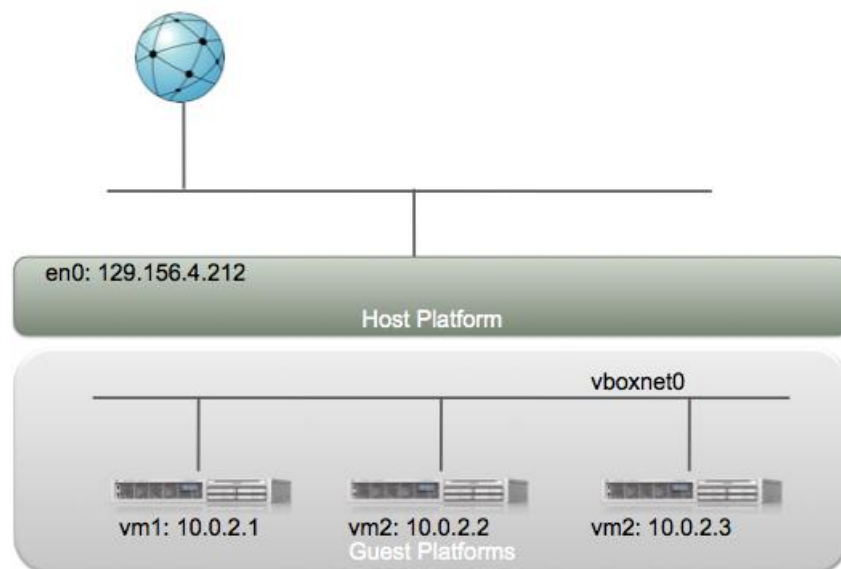 en0: 129.156.4.212
Host Platform
vboxnet0
vm1: 10.0.2.1 vm2: 10.0.2.2 vm2: 10.0.2.3
Guest Platforms